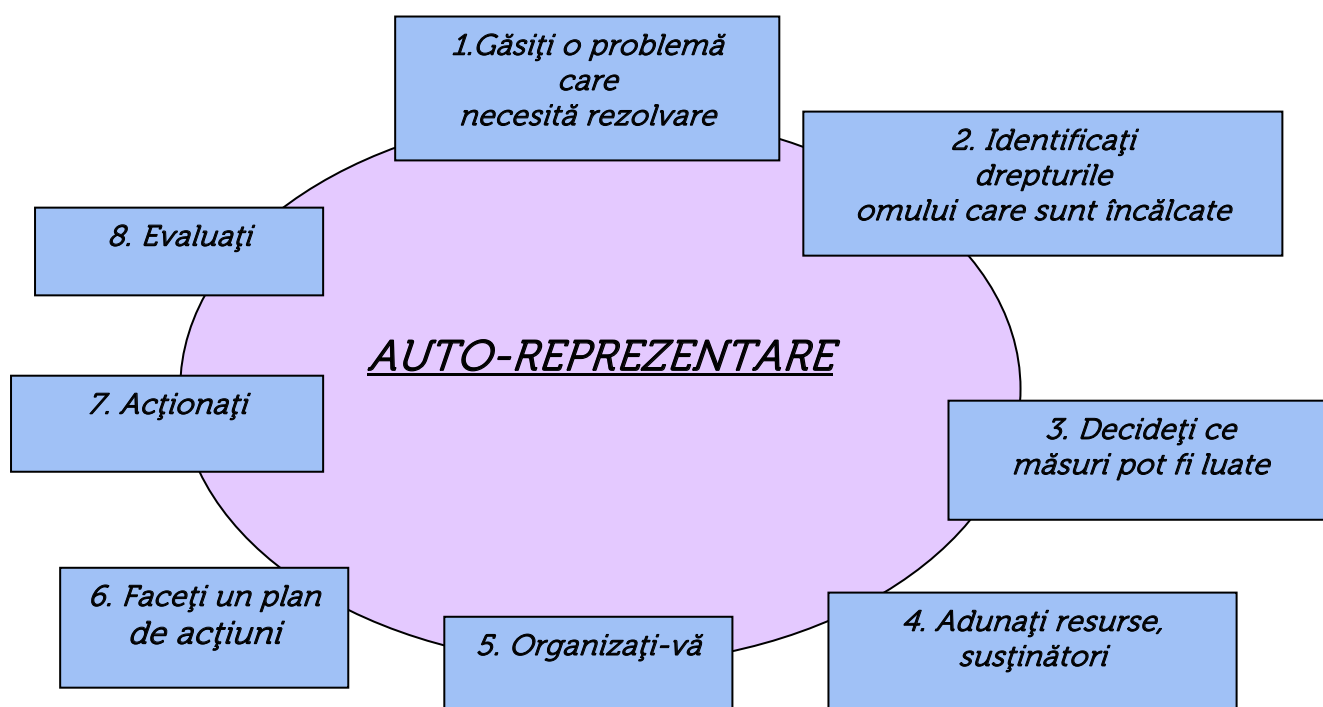 1.Găsiţi o problemă
care
necesită rezolvare
2. Identificaţi
drepturile
omului care sunt încălcate
8. Evaluaţi
AUTO-REPREZENTARE
7. Acţionaţi
3. Decideţi ce
măsuri pot fi luate
6. Faceţi un plan
de acţiuni
5. Organizaţi-vă
4. Adunaţi resurse,
susţinători